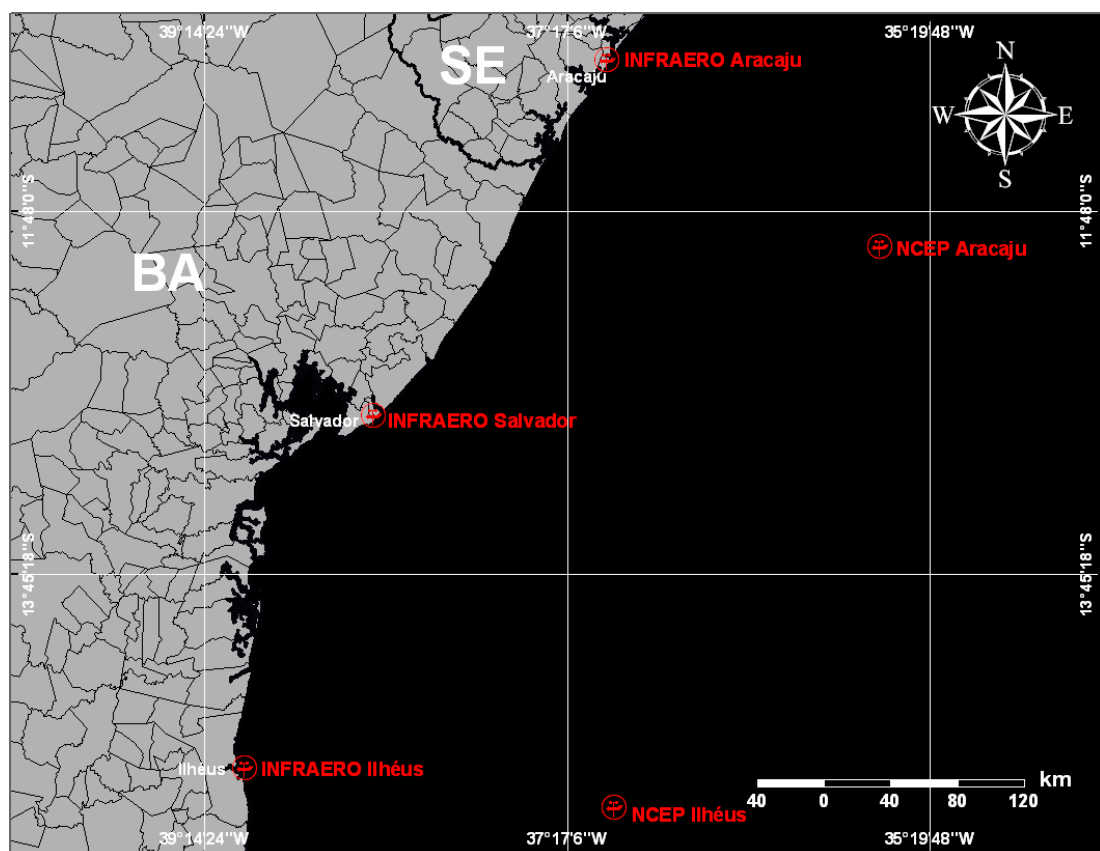 39°14'24"W
37°17'6"W
35°19'48"W
SE
INFRAERO Aracaju
Aracaju
N
W
E
S
11°48'0"S
11°48'0"S
NCEP Aracaju
BA
Salvador
INFRAERO Salvador
13°45'18"S
13°45'18"S
Ilhéus
INFRAERO Ilhéus
km
40 0 40 80 120
NCEP Ilhéus
39°14'24"W
37°17'6"W
35°19'48"W